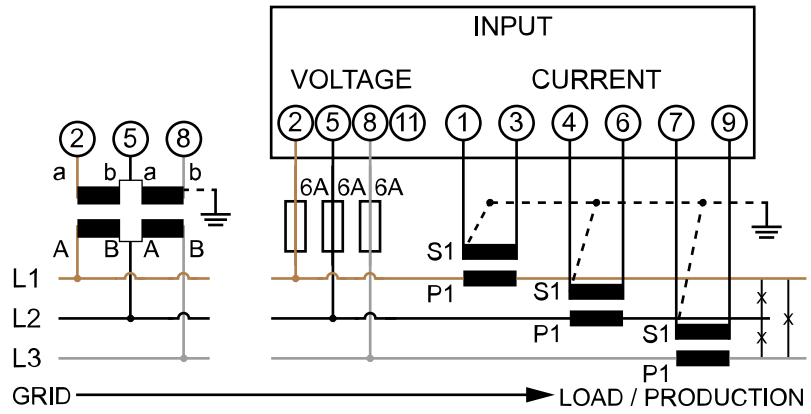 INPUT
VOLTAGE CURRENT
2 5 8 2 5 8 11 1 3 4 6 7 9
a b a b
6A 6A 6A
A B A B
S1
L1
P1 S1
L2
P1 S1
L3
P1
GRID LOAD / PRODUCTION
x
x x